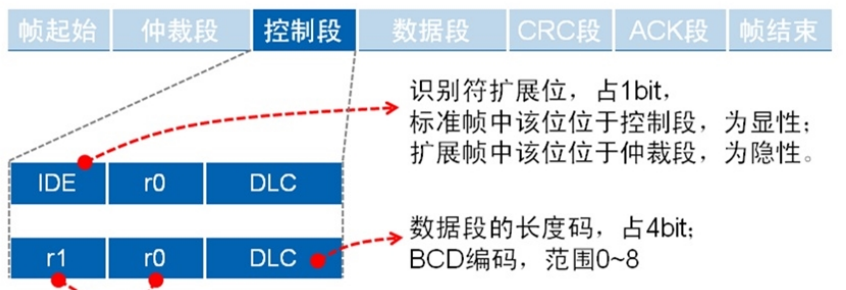 帧起始 仲裁段 控制段 数据段 CRC段 ACK段 帧结束
识别符扩展位，占1bit，
标准帧中该位位于控制段，为显性；
扩展帧中该位位于仲裁段，为隐性。
IDE r0 DLC
数据段的长度码，占4bit；
BCD编码，范围0~8
r1 r0 DLC